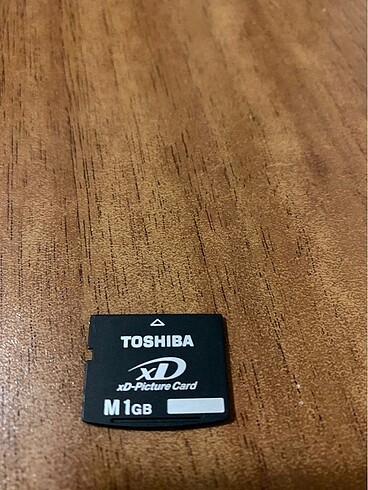 TOSHIBA
xD
xD-Picture Card
M 1GB